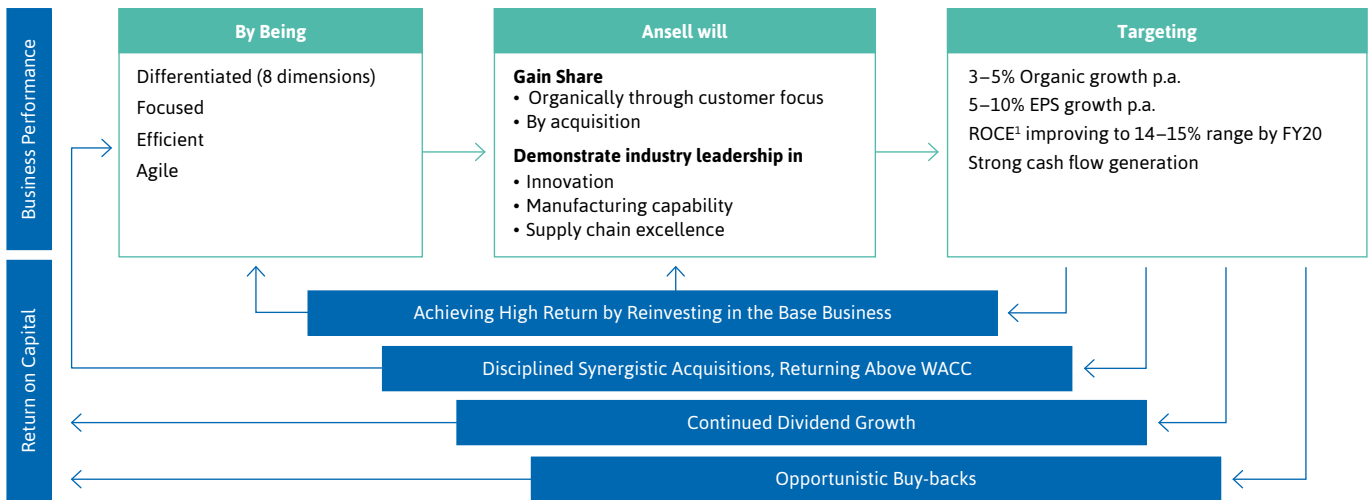 Business Performance
By Being
Differentiated (8 dimensions)
Focused
Efficient
Agile
Ansell will
Gain Share
• Organically through customer focus
• By acquisition
Demonstrate industry leadership in
• Innovation
• Manufacturing capability
• Supply chain excellence
Targeting
3–5% Organic growth p.a.
5–10% EPS growth p.a.
ROCE¹ improving to 14–15% range by FY20
Strong cash flow generation
Return on Capital
Achieving High Return by Reinvesting in the Base Business
Disciplined Synergistic Acquisitions, Returning Above WACC
Continued Dividend Growth
Opportunistic Buy-backs